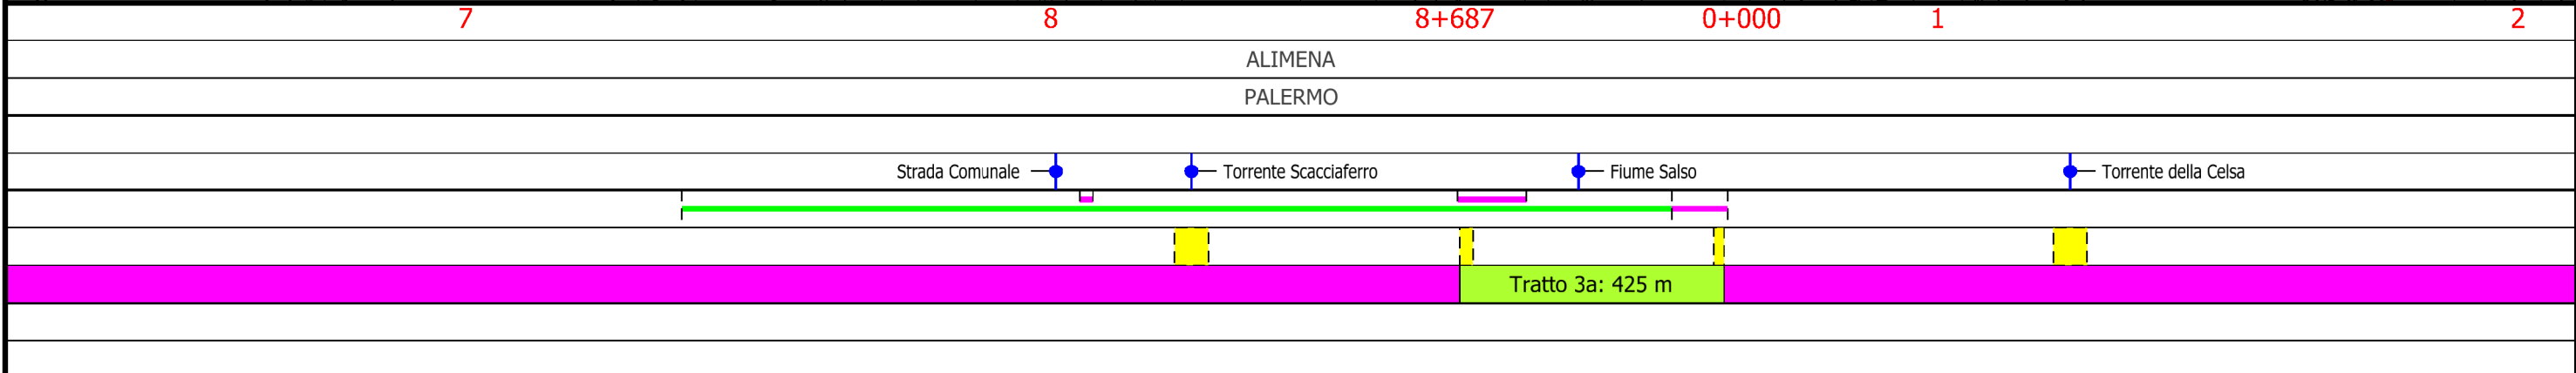 7 8 8+687 0+000 1 2
ALIMENA
PALERMO
Strada Comunale Torrente Scacciaferro Fiume Salso Torrente della Celsa
Tratto 3a: 425 m